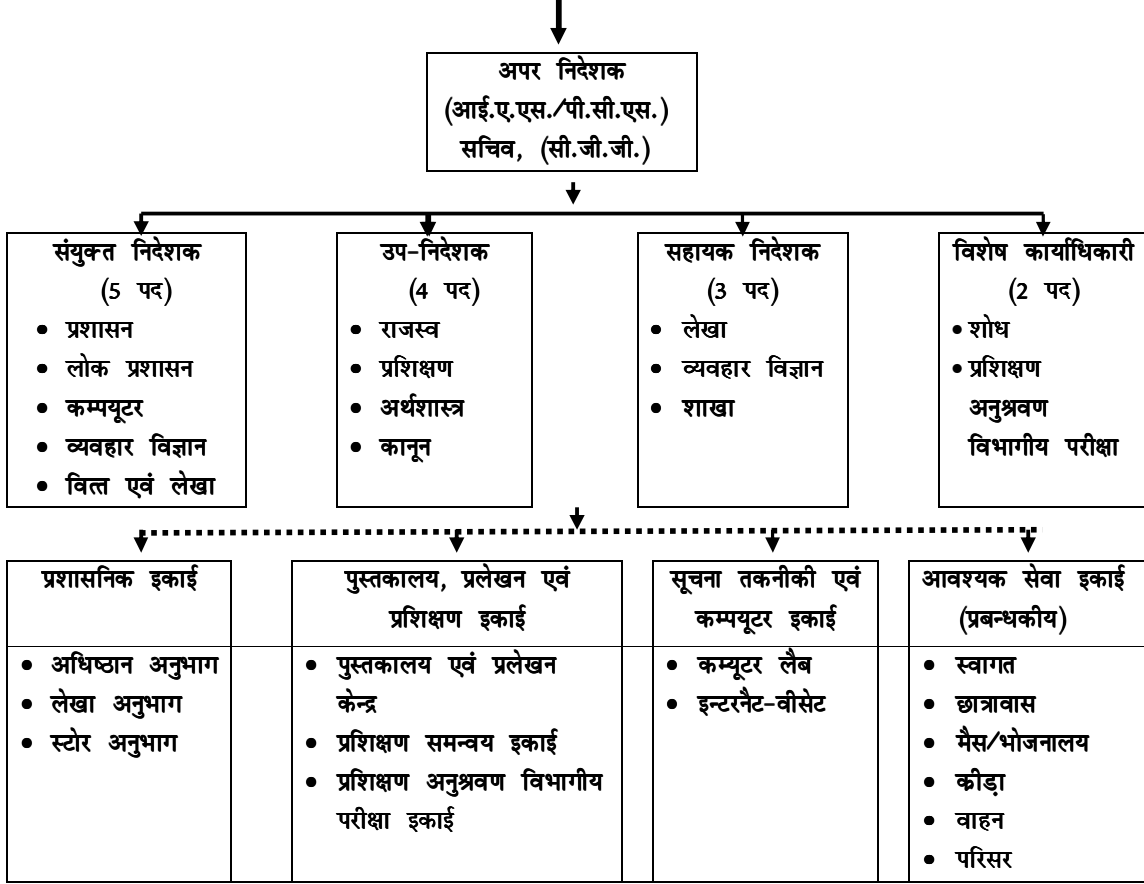 अपर निदेशक
(आई.ए.एस./पी.सी.एस.)
सचिव, (सी.जी.जी.)
संयुक्त निदेशक
(5 पद)
• प्रशासन
• लोक प्रशासन
• कम्पयूटर
• व्यवहार विज्ञान
• वित्त एवं लेखा
उप-निदेशक
(4 पद)
• राजस्व
• प्रशिक्षण
• अर्थशास्त्र
• कानून
सहायक निदेशक
(3 पद)
• लेखा
• व्यवहार विज्ञान
• शाखा
विशेष कार्याधिकारी
(2 पद)
• शोध
• प्रशिक्षण
अनुश्रवण
विभागीय परीक्षा
प्रशासनिक इकाई
• अधिष्ठान अनुभाग
• लेखा अनुभाग
• स्टोर अनुभाग
पुस्तकालय, प्रलेखन एवं
प्रशिक्षण इकाई
• पुस्तकालय एवं प्रलेखन
केन्द्र
• प्रशिक्षण समन्वय इकाई
• प्रशिक्षण अनुश्रवण विभागीय
परीक्षा इकाई
सूचना तकनीकी एवं
कम्पयूटर इकाई
• कम्यूटर लैब
• इन्टरनैट-वीसेट
आवश्यक सेवा इकाई
(प्रबन्धकीय)
• स्वागत
• छात्रावास
• मैस/भोजनालय
• क्रीड़ा
• वाहन
• परिसर